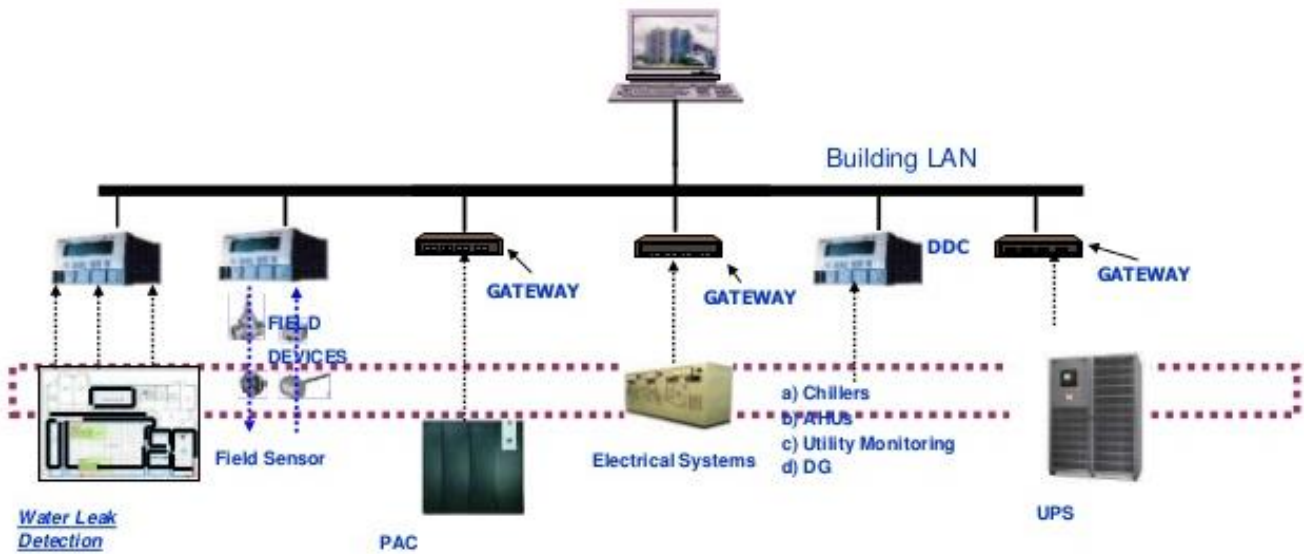 Building LAN
DDC
GATEWAY
GATEWAY
GATEWAY
FIELD
DEVICES
a) Chillers
b) AHUs
c) Utility Monitoring
d) DG
Field Sensor
Electrical Systems
UPS
Water Leak
Detection
PAC